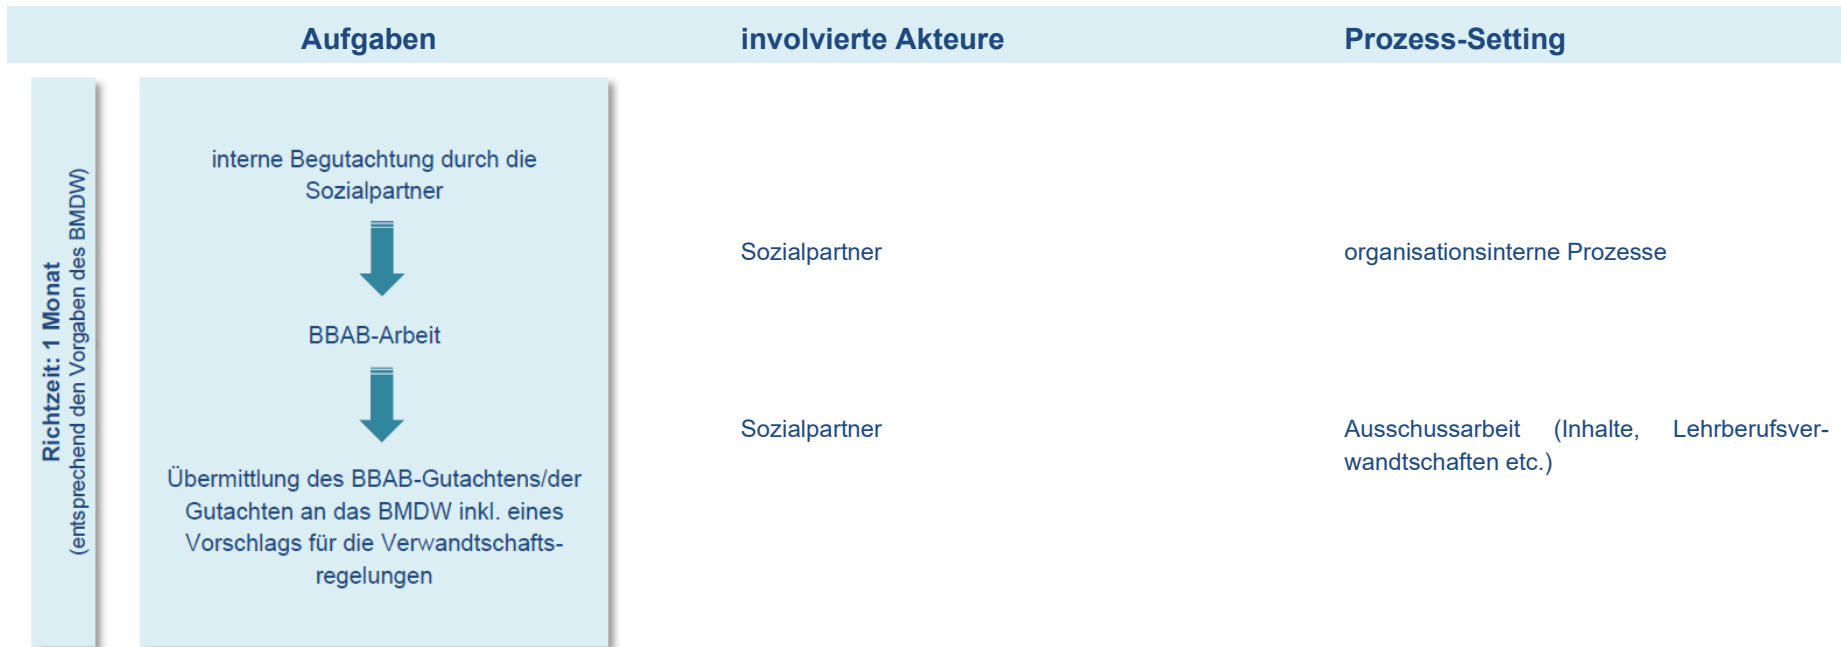 Aufgaben
involvierte Akteure
Prozess-Setting
Richtzeit: 1 Monat
(entsprechend den Vorgaben des BMDW)
interne Begutachtung durch die
Sozialpartner
Sozialpartner
organisationsinterne Prozesse
BBAB-Arbeit
Sozialpartner
Ausschussarbeit (Inhalte, Lehrberufsver-
wandtschaften etc.)
Übermittlung des BBAB-Gutachtens/der
Gutachten an das BMDW inkl. eines
Vorschlags für die Verwandtschafts-
regelungen